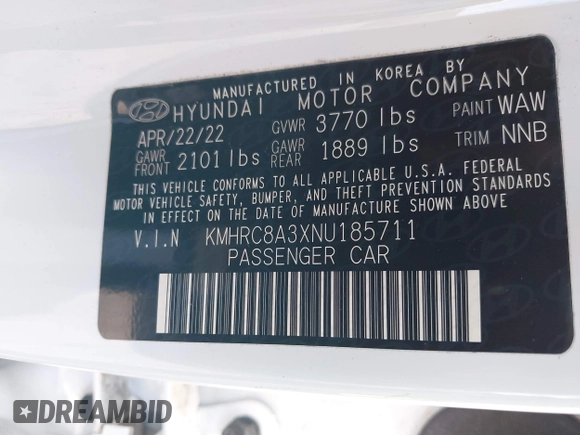 MANUFACTURED IN KOREA BY
HYUNDAI MOTOR COMPANY
APR/22/22 GVWR 3770 lbs PAINT WAW
GAWR FRONT 2101 lbs GAWR REAR 1889 lbs TRIM NNB
THIS VEHICLE CONFORMS TO ALL APPLICABLE U.S.A. FEDERAL
MOTOR VEHICLE SAFETY, BUMPER, AND THEFT PREVENTION STANDARDS
IN EFFECT ON THE DATE OF MANUFACTURE SHOWN ABOVE.
V.I.N KMHRC8A3XNU185711
PASSENGER CAR
DREAMBID